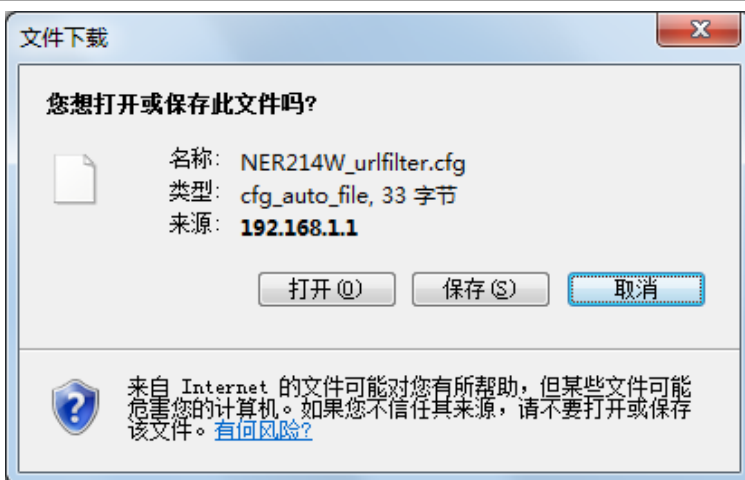 文件下载
您想打开或保存此文件吗?
名称: NER214W_urlfilter.cfg
类型: cfg_auto_file, 33 字节
来源: 192.168.1.1
打开(O) 保存(S) 取消
来自 Internet 的文件可能对您有所帮助，但某些文件可能
危害您的计算机。如果您不信任其来源，请不要打开或保存
该文件。有何风险?